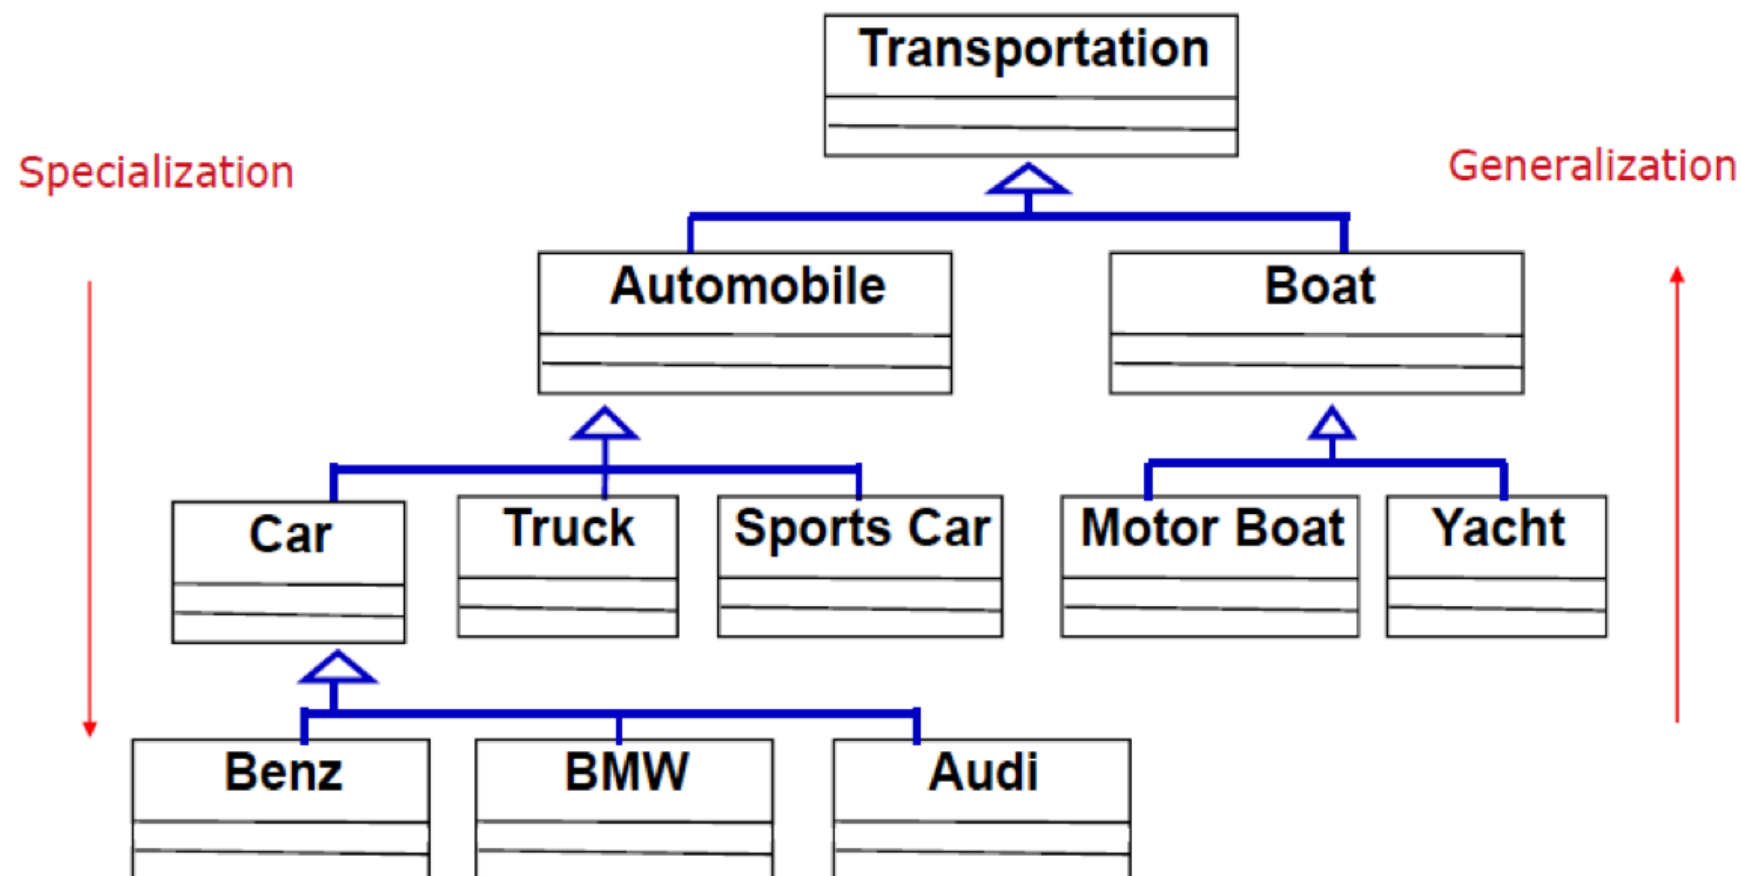 Transportation
Specialization
Generalization
Automobile
Boat
Car
Truck
Sports Car
Motor Boat
Yacht
Benz
BMW
Audi